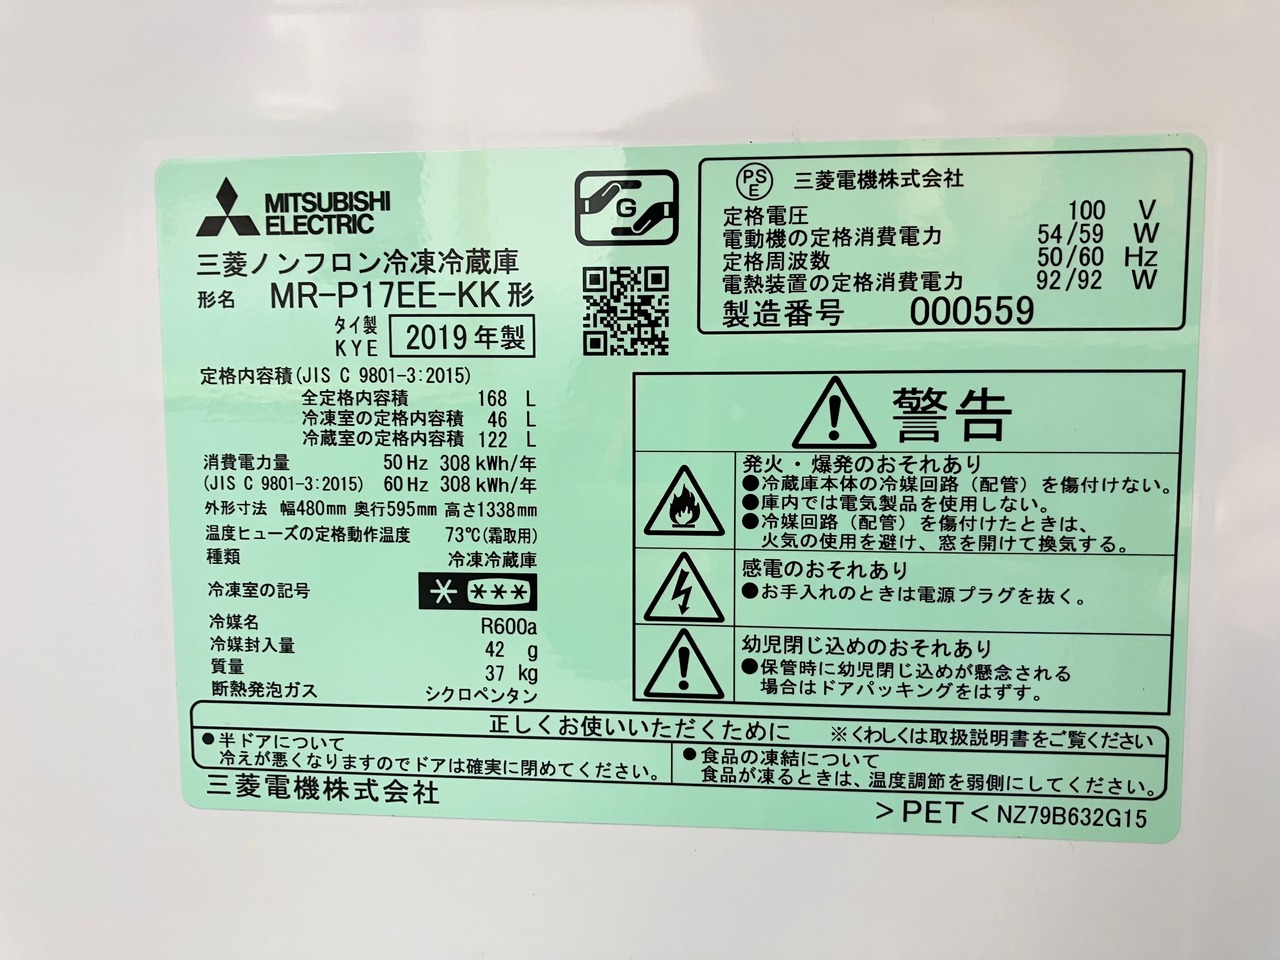 MITSUBISHI
ELECTRIC
三菱ノンフロン冷凍冷蔵庫
形名 MR-P17EE-KK形
タイ製
KYE 2019年製
定格内容積(JIS C 9801-3:2015)
全定格内容積 168 L
冷凍室の定格内容積 46 L
冷蔵室の定格内容積 122 L
消費電力量 50Hz 308 kWh/年
(JIS C 9801-3:2015) 60Hz 308 kWh/年
外形寸法 幅480mm 奥行595mm 高さ1338mm
温度ヒューズの定格動作温度 73℃(霜取用)
種類 冷凍冷蔵庫
冷凍室の記号 * ***
冷媒名 R600a
冷媒封入量 42 g
質量 37 kg
断熱発泡ガス シクロペンタン
G
PSE 三菱電機株式会社
定格電圧 100 V
電動機の定格消費電力 54/59 W
定格周波数 50/60 Hz
電熱装置の定格消費電力 92/92 W
製造番号 000559
警告
発火・爆発のおそれあり
●冷蔵庫本体の冷媒回路(配管)を傷付けない。
●庫内では電気製品を使用しない。
●冷媒回路(配管)を傷付けたときは、
火気の使用を避け、窓を開けて換気する。
感電のおそれあり
●お手入れのときは電源プラグを抜く。
幼児閉じ込めのおそれあり
●保管時に幼児閉じ込めが懸念される
場合はドアパッキングをはずす。
正しくお使いいただくために ※くわしくは取扱説明書をご覧ください
●半ドアについて
冷えが悪くなりますのでドアは確実に閉めてください。
●食品の凍結について
食品が凍るときは、温度調節を弱側にしてください。
三菱電機株式会社
>PET< NZ79B632G15